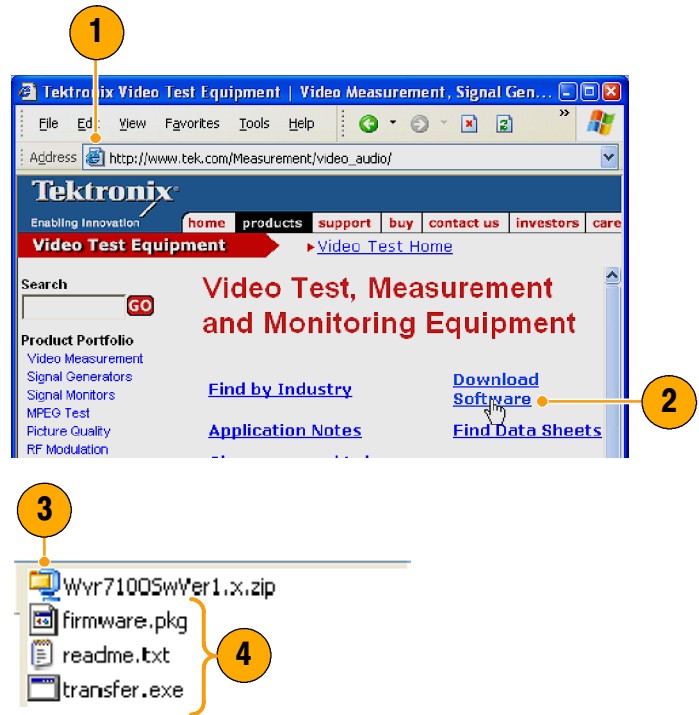 1
Tektronix Video Test Equipment | Video Measurement, Signal Gen...
File Edit View Favorites Tools Help »
Address http://www.tek.com/Measurement/video_audio/
Tektronix
Enabling Innovation
home products support buy contact us investors care
Video Test Equipment
Video Test Home
Search
GO
Video Test, Measurement
and Monitoring Equipment
Product Portfolio
Video Measurement
Signal Generators
Signal Monitors
MPEG Test
Picture Quality
RF Modulation
Find by Industry
Download
Software
2
Application Notes
Find Data Sheets
3
Wvr7100SwVer1.x.zip
firmware.pkg
readme.txt
4
transfer.exe